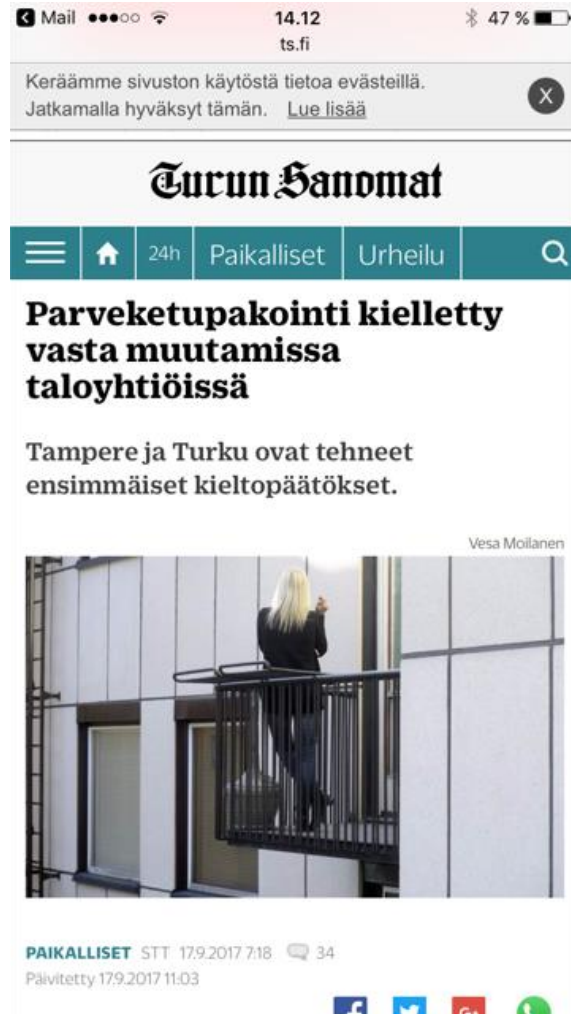 Mail 14.12 47 %
ts.fi
Keräämme sivuston käytöstä tietoa evästeillä.
Jatkamalla hyväksyt tämän. Lue lisää
X
Turun Sanomat
24h Paikalliset Urheilu
Parveketupakointi kielletty
vasta muutamissa
taloyhtiöissä
Tampere ja Turku ovat tehneet
ensimmäiset kieltopäätökset.
Vesa Moilanen
PAIKALLISET STT 17.9.2017 7:18 34
Päivitetty 17.9.2017 11:03